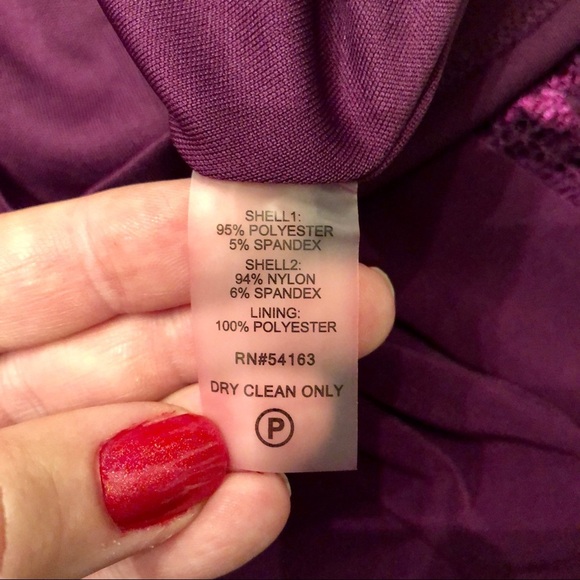 SHELL1:
95% POLYESTER
5% SPANDEX
SHELL2:
94% NYLON
6% SPANDEX
LINING:
100% POLYESTER
RN#54163
DRY CLEAN ONLY
P